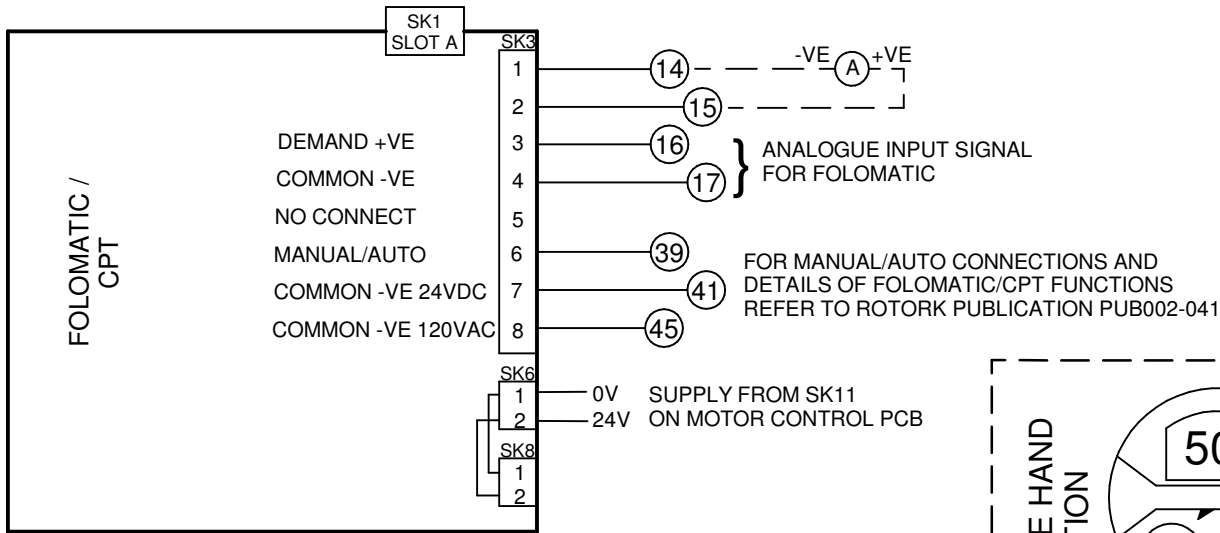 SK1
SLOT A
SK3
1
14
-VE
A
+VE
2
15
DEMAND +VE
3
16
COMMON -VE
4
17
}
ANALOGUE INPUT SIGNAL
FOR FOLOMATIC
NO CONNECT
5
MANUAL/AUTO
6
39
COMMON -VE 24VDC
7
41
COMMON -VE 120VAC
8
45
FOR MANUAL/AUTO CONNECTIONS AND
DETAILS OF FOLOMATIC/CPT FUNCTIONS
REFER TO ROTORK PUBLICATION PUB002-041
FOLOMATIC /
CPT
SK6
1
0V
2
24V
SUPPLY FROM SK11
ON MOTOR CONTROL PCB
SK8
1
2
HAND